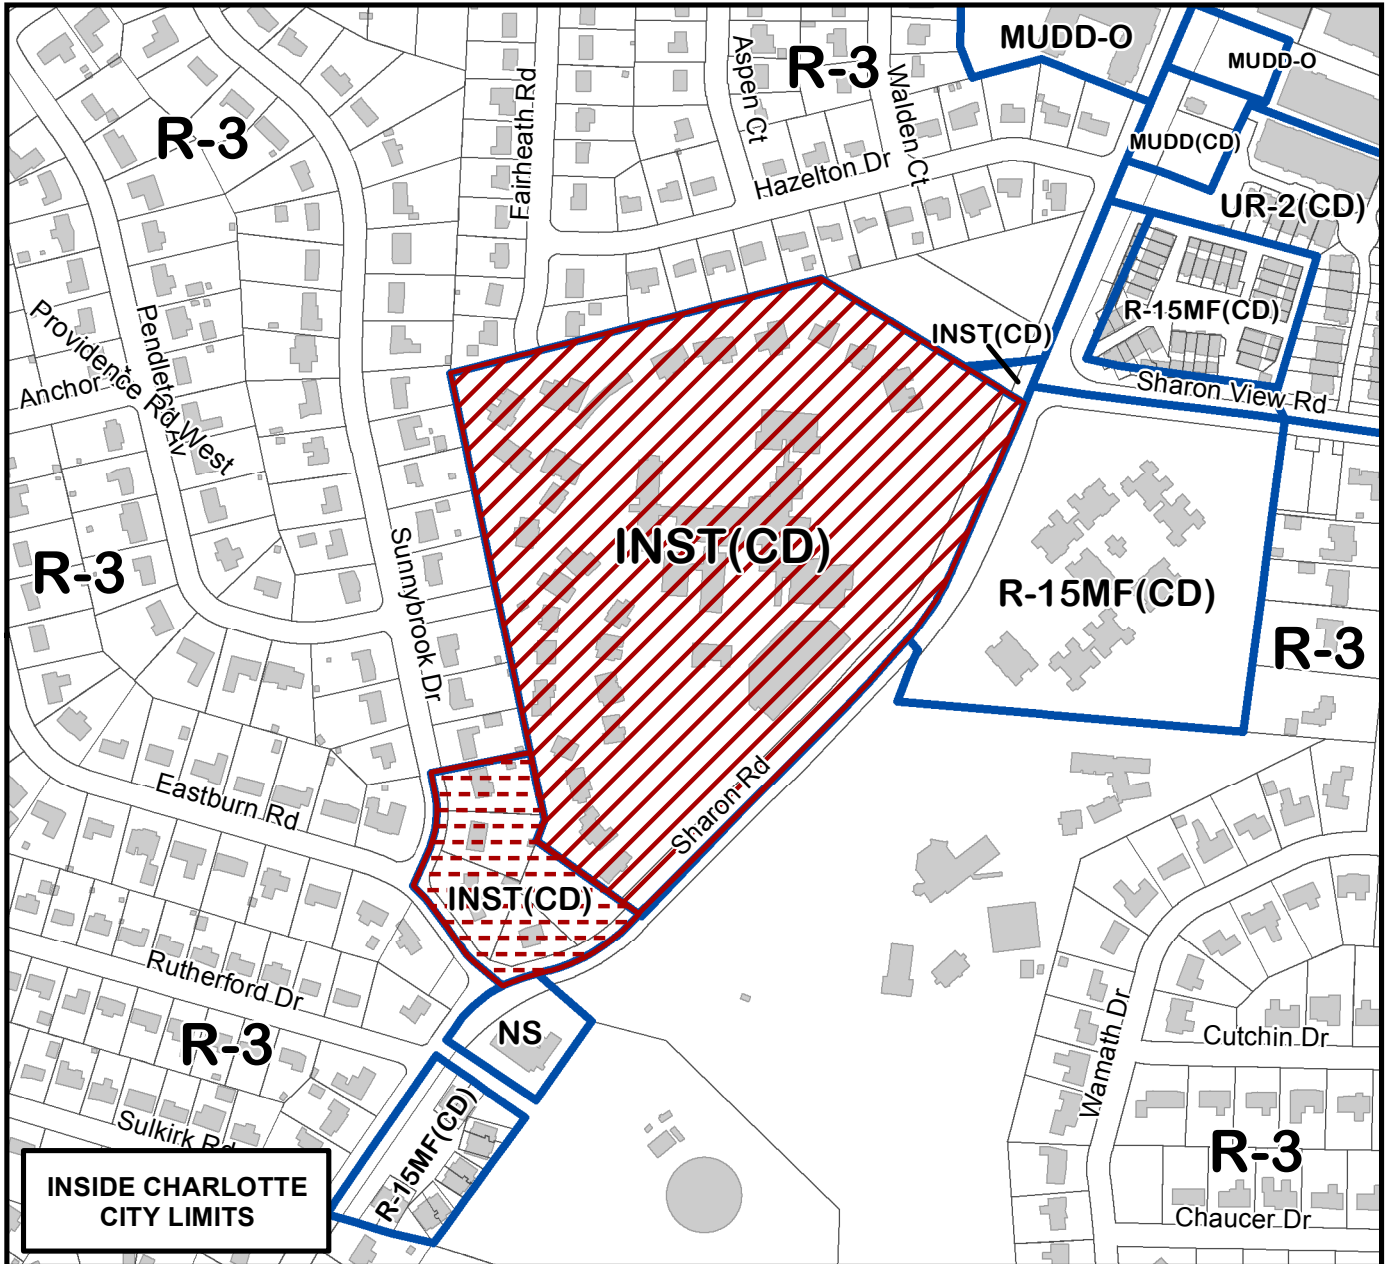 MUDD-O
R-3
MUDD-O
Aspen Ct
Walden Ct
Fairheath Rd
R-3
MUDD(CD)
Hazelton Dr
UR-2(CD)
R-15MF(CD)
INST(CD)
Providence Rd West
Pendleton Av
Anchor St
Sharon View Rd
Sunnybrook Dr
INST(CD)
R-3
R-15MF(CD)
R-3
Sharon Rd
Eastburn Rd
INST(CD)
Rutherford Dr
R-3
NS
Wamath Dr
Cutchin Dr
Sulkirk Rd
R-15MF(CD)
R-3
INSIDE CHARLOTTE
CITY LIMITS
Chaucer Dr